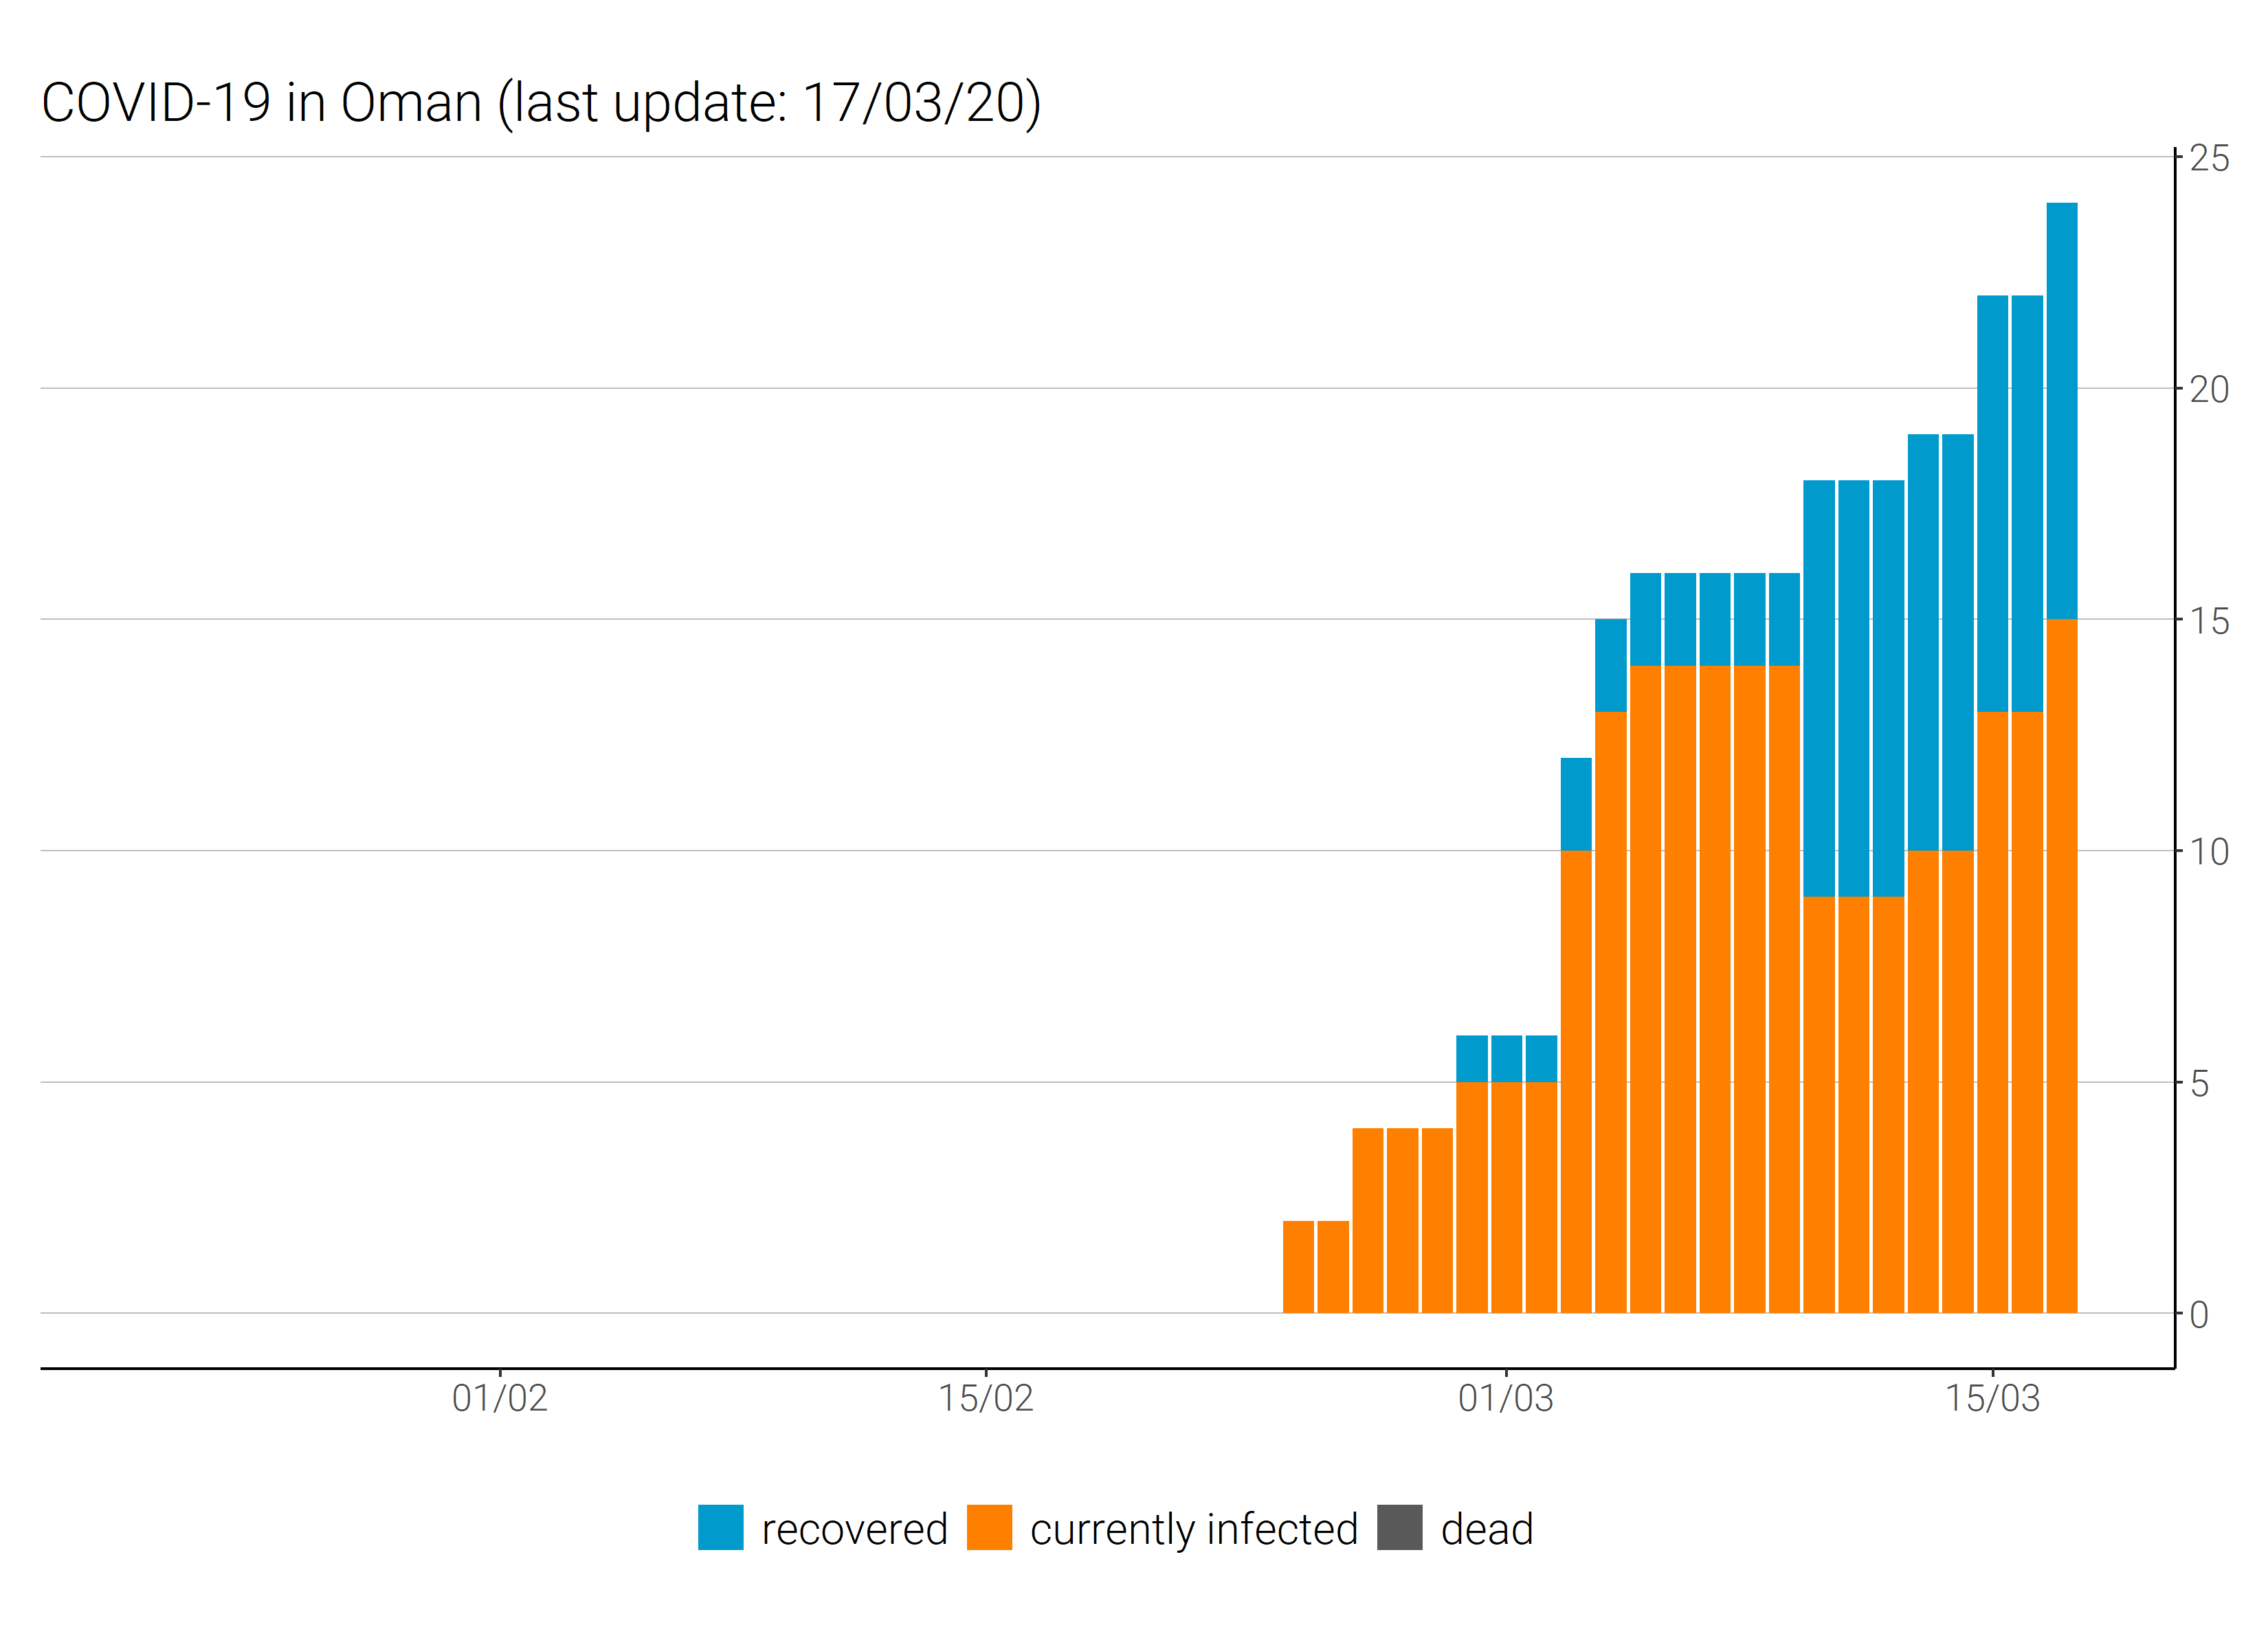 COVID-19 in Oman (last update: 17/03/20)
25
20
15
10
5
0
01/02 15/02 01/03 15/03
recovered currently infected dead